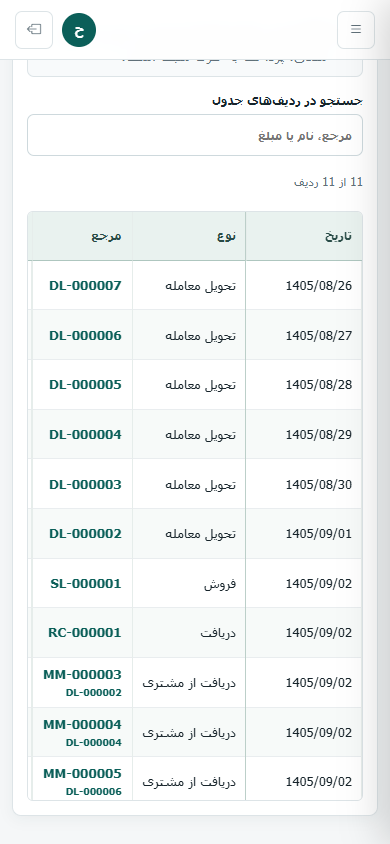 ح
جستجو در ردیف‌های جدول
مرجع، نام یا مبلغ
11 از 11 ردیف
تاریخ نوع مرجع
1405/08/26 تحویل معامله DL-000007
1405/08/27 تحویل معامله DL-000006
1405/08/28 تحویل معامله DL-000005
1405/08/29 تحویل معامله DL-000004
1405/08/30 تحویل معامله DL-000003
1405/09/01 تحویل معامله DL-000002
1405/09/02 فروش SL-000001
1405/09/02 دریافت RC-000001
1405/09/02 دریافت از مشتری MM-000003
DL-000002
1405/09/02 دریافت از مشتری MM-000004
DL-000004
1405/09/02 دریافت از مشتری MM-000005
DL-000006